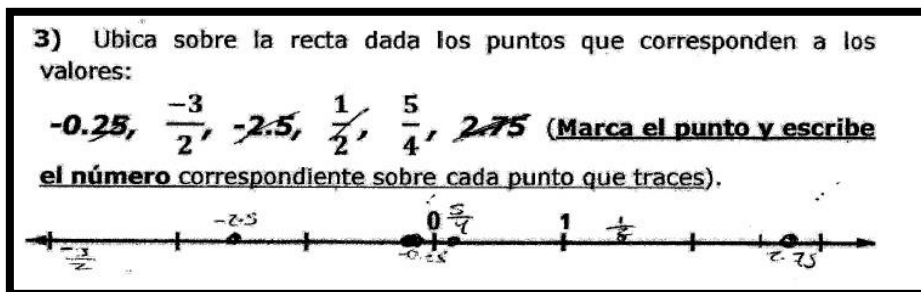 3) Ubica sobre la recta dada los puntos que corresponden a los
valores:
-0.25, -3/2, -2.5, 1/2, 5/4, 2.75 (Marca el punto y escribe
el número correspondiente sobre cada punto que traces).
-2.5 0 5/4 1
-3/2 -0.25 2.75